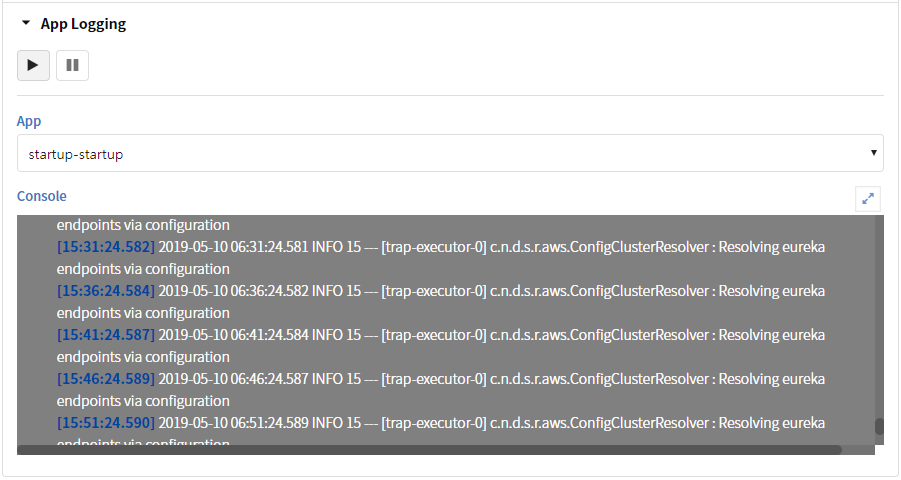 App Logging
App
startup-startup
Console
endpoints via configuration
[15:31:24.582] 2019-05-10 06:31:24.581 INFO 15 --- [trap-executor-0] c.n.d.s.r.aws.ConfigClusterResolver : Resolving eureka
endpoints via configuration
[15:36:24.584] 2019-05-10 06:36:24.582 INFO 15 --- [trap-executor-0] c.n.d.s.r.aws.ConfigClusterResolver : Resolving eureka
endpoints via configuration
[15:41:24.587] 2019-05-10 06:41:24.584 INFO 15 --- [trap-executor-0] c.n.d.s.r.aws.ConfigClusterResolver : Resolving eureka
endpoints via configuration
[15:46:24.589] 2019-05-10 06:46:24.587 INFO 15 --- [trap-executor-0] c.n.d.s.r.aws.ConfigClusterResolver : Resolving eureka
endpoints via configuration
[15:51:24.590] 2019-05-10 06:51:24.589 INFO 15 --- [trap-executor-0] c.n.d.s.r.aws.ConfigClusterResolver : Resolving eureka
endpoints via configuration